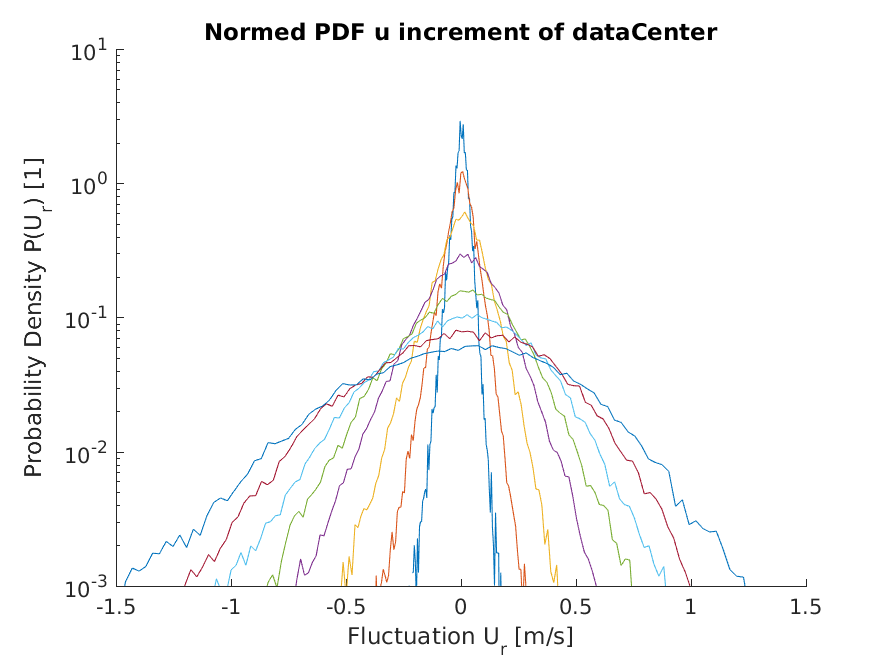 Normed PDF u increment of dataCenter
Probability Density P(U_r) [1]
10^1
10^0
10^-1
10^-2
10^-3
-1.5 -1 -0.5 0 0.5 1 1.5
Fluctuation U_r [m/s]